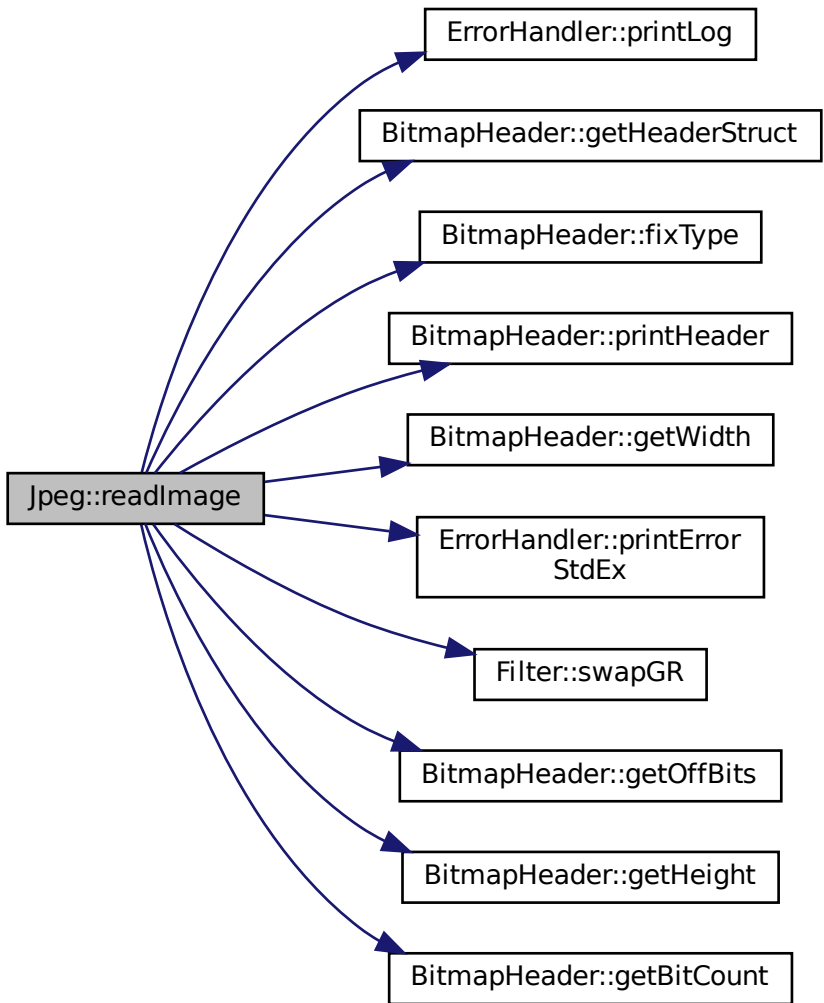 ErrorHandler::printLog
BitmapHeader::getHeaderStruct
BitmapHeader::fixType
BitmapHeader::printHeader
BitmapHeader::getWidth
Jpeg::readImage
ErrorHandler::printError
StdEx
Filter::swapGR
BitmapHeader::getOffBits
BitmapHeader::getHeight
BitmapHeader::getBitCount